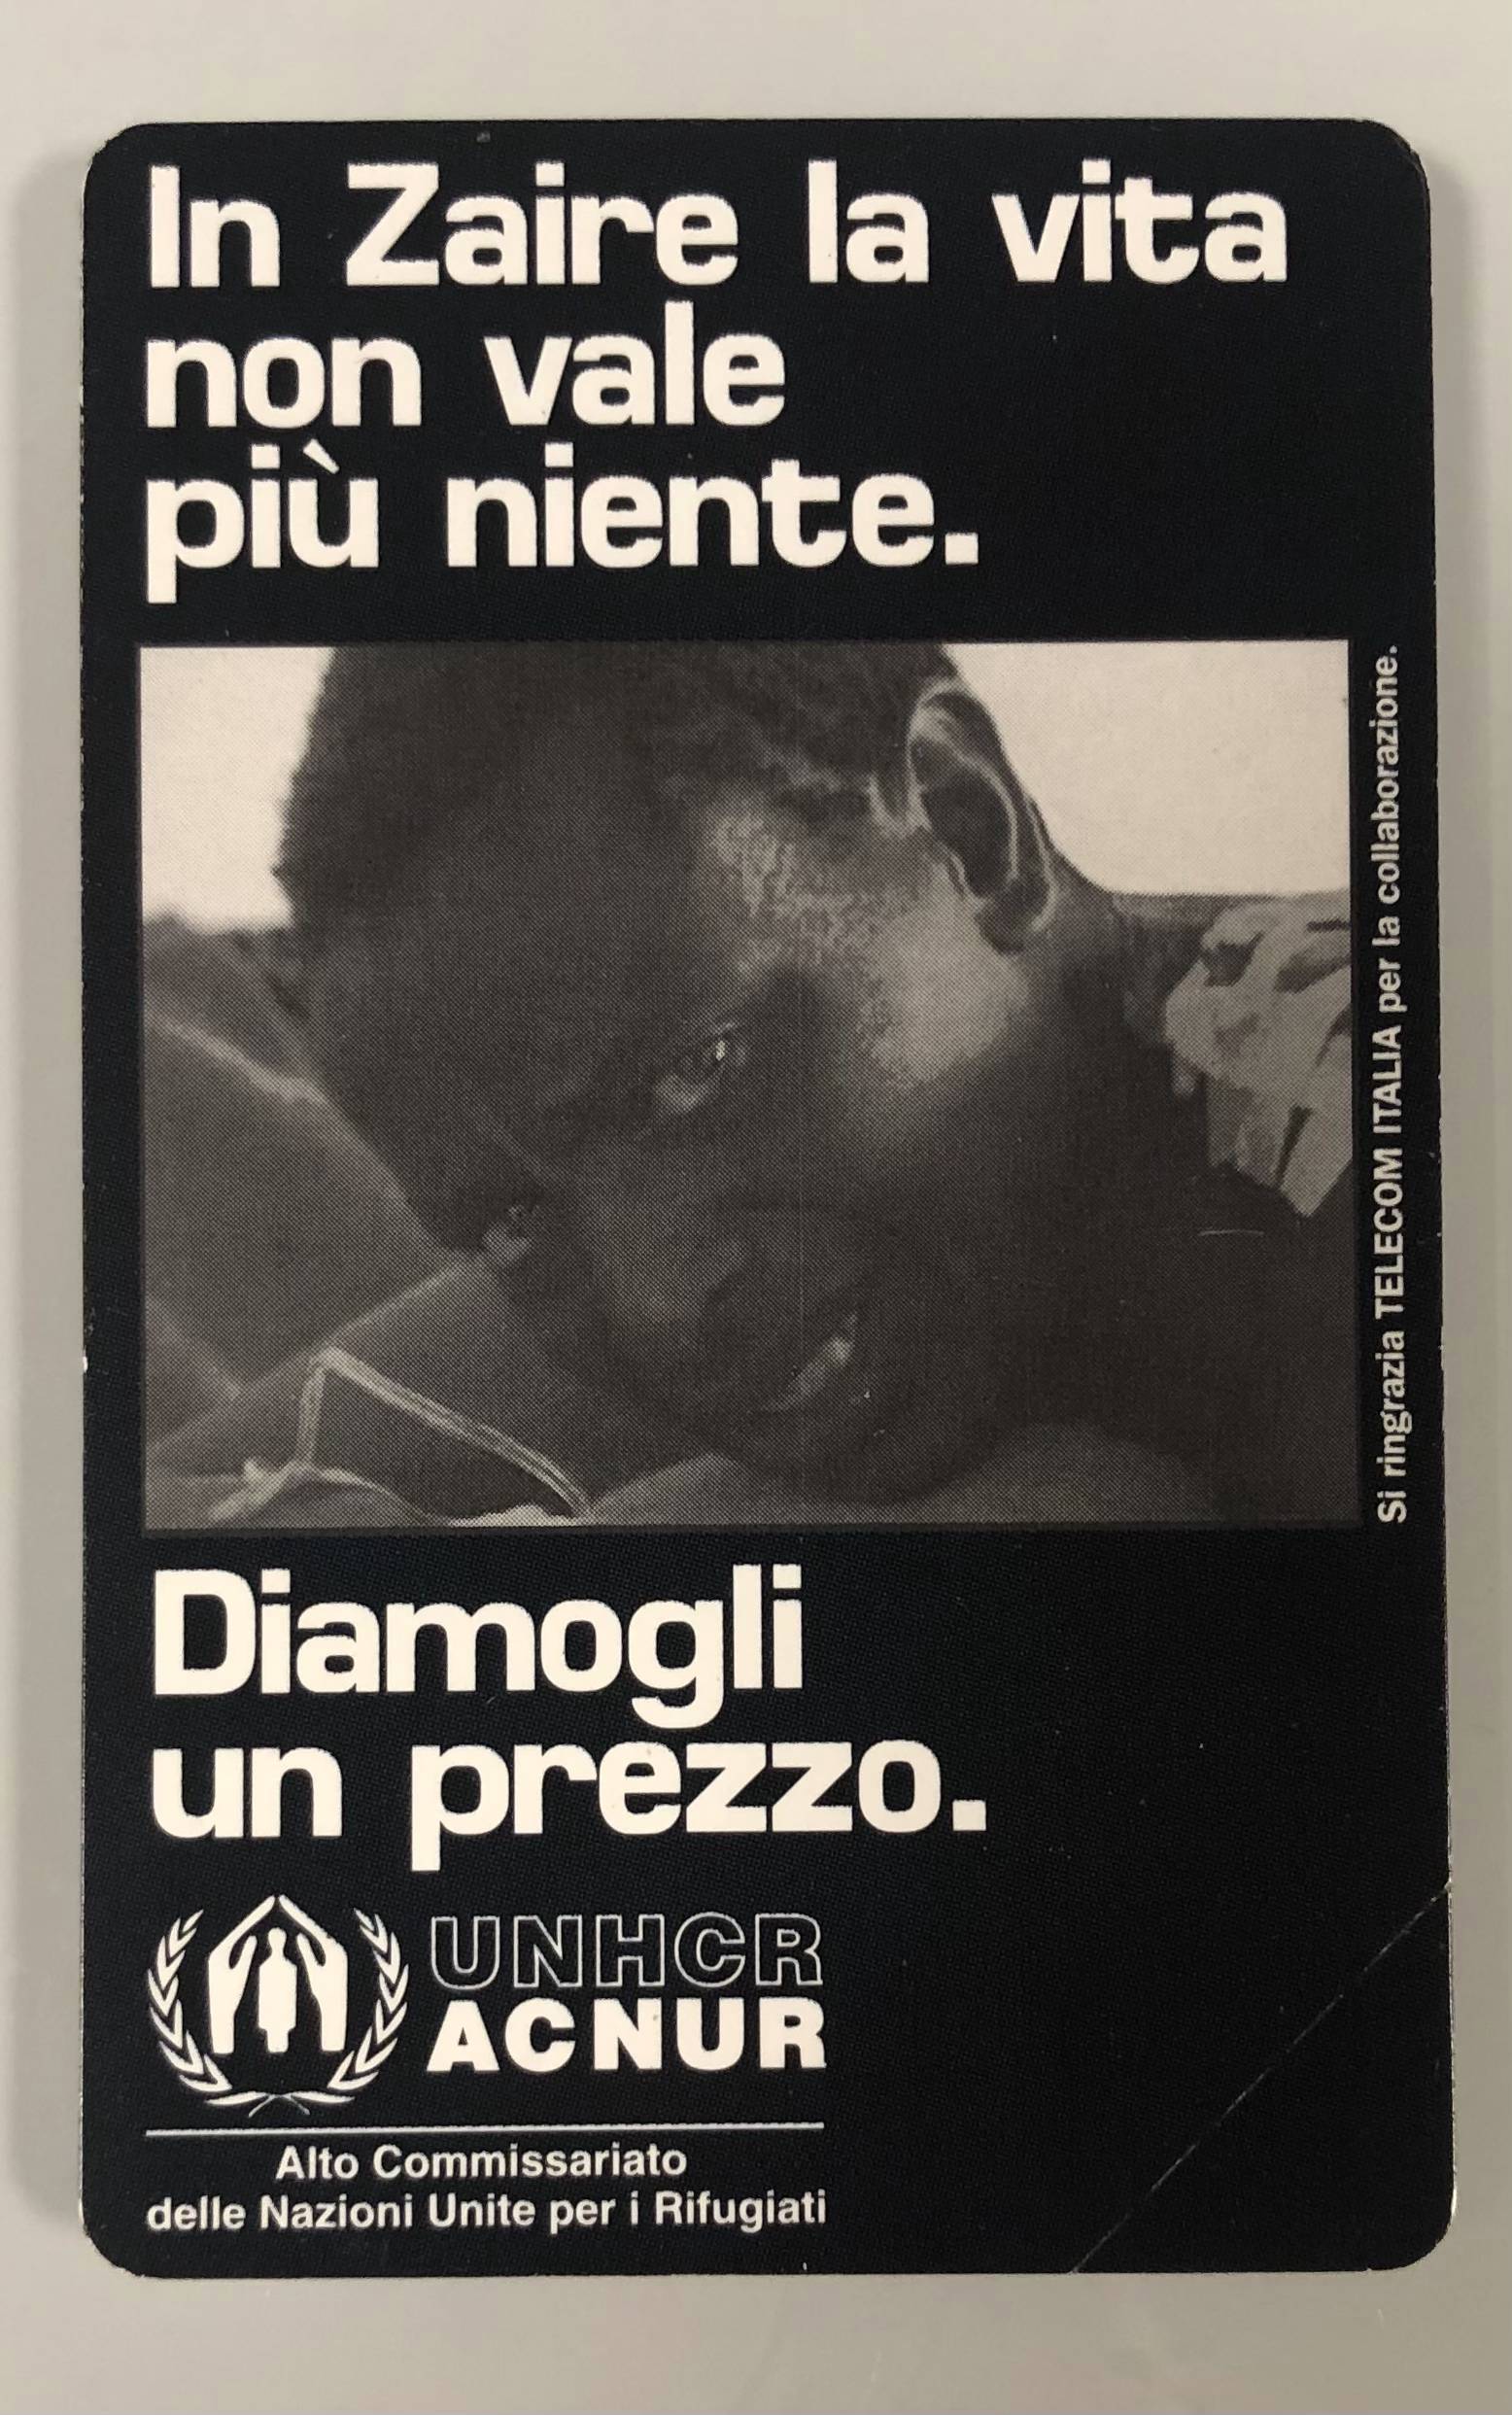 In Zaire la vita
non vale
più niente.
Si ringrazia TELECOM ITALIA per la collaborazione.
Diamogli
un prezzo.
UNHCR
ACNUR
Alto Commissariato
delle Nazioni Unite per i Rifugiati